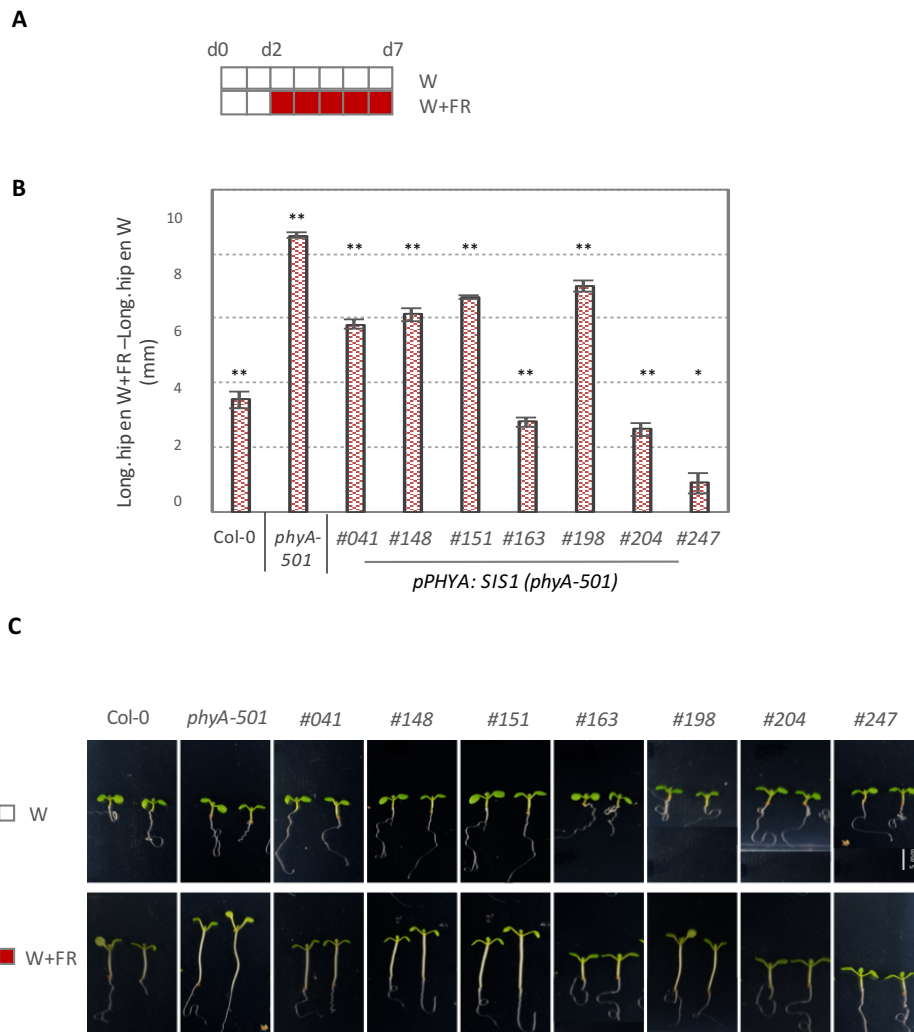 A
d0 d2 d7
W
W+FR
B
Long. hip en W+FR –Long. hip en W
(mm)
10
8
6
4
2
0
** ** ** ** ** ** ** ** *
Col-0 phyA-501 #041 #148 #151 #163 #198 #204 #247
pPHYA: SIS1 (phyA-501)
C
Col-0 phyA-501 #041 #148 #151 #163 #198 #204 #247
W
5 mm
W+FR